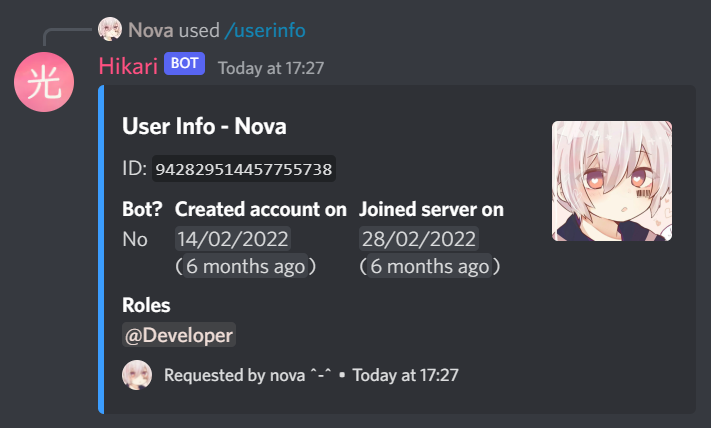 Nova used /userinfo
光
Hikari BOT Today at 17:27
User Info - Nova
ID: 942829514457755738
Bot? Created account on Joined server on
No 14/02/2022 28/02/2022
(6 months ago) (6 months ago)
Roles
@Developer
Requested by nova ^-^ • Today at 17:27